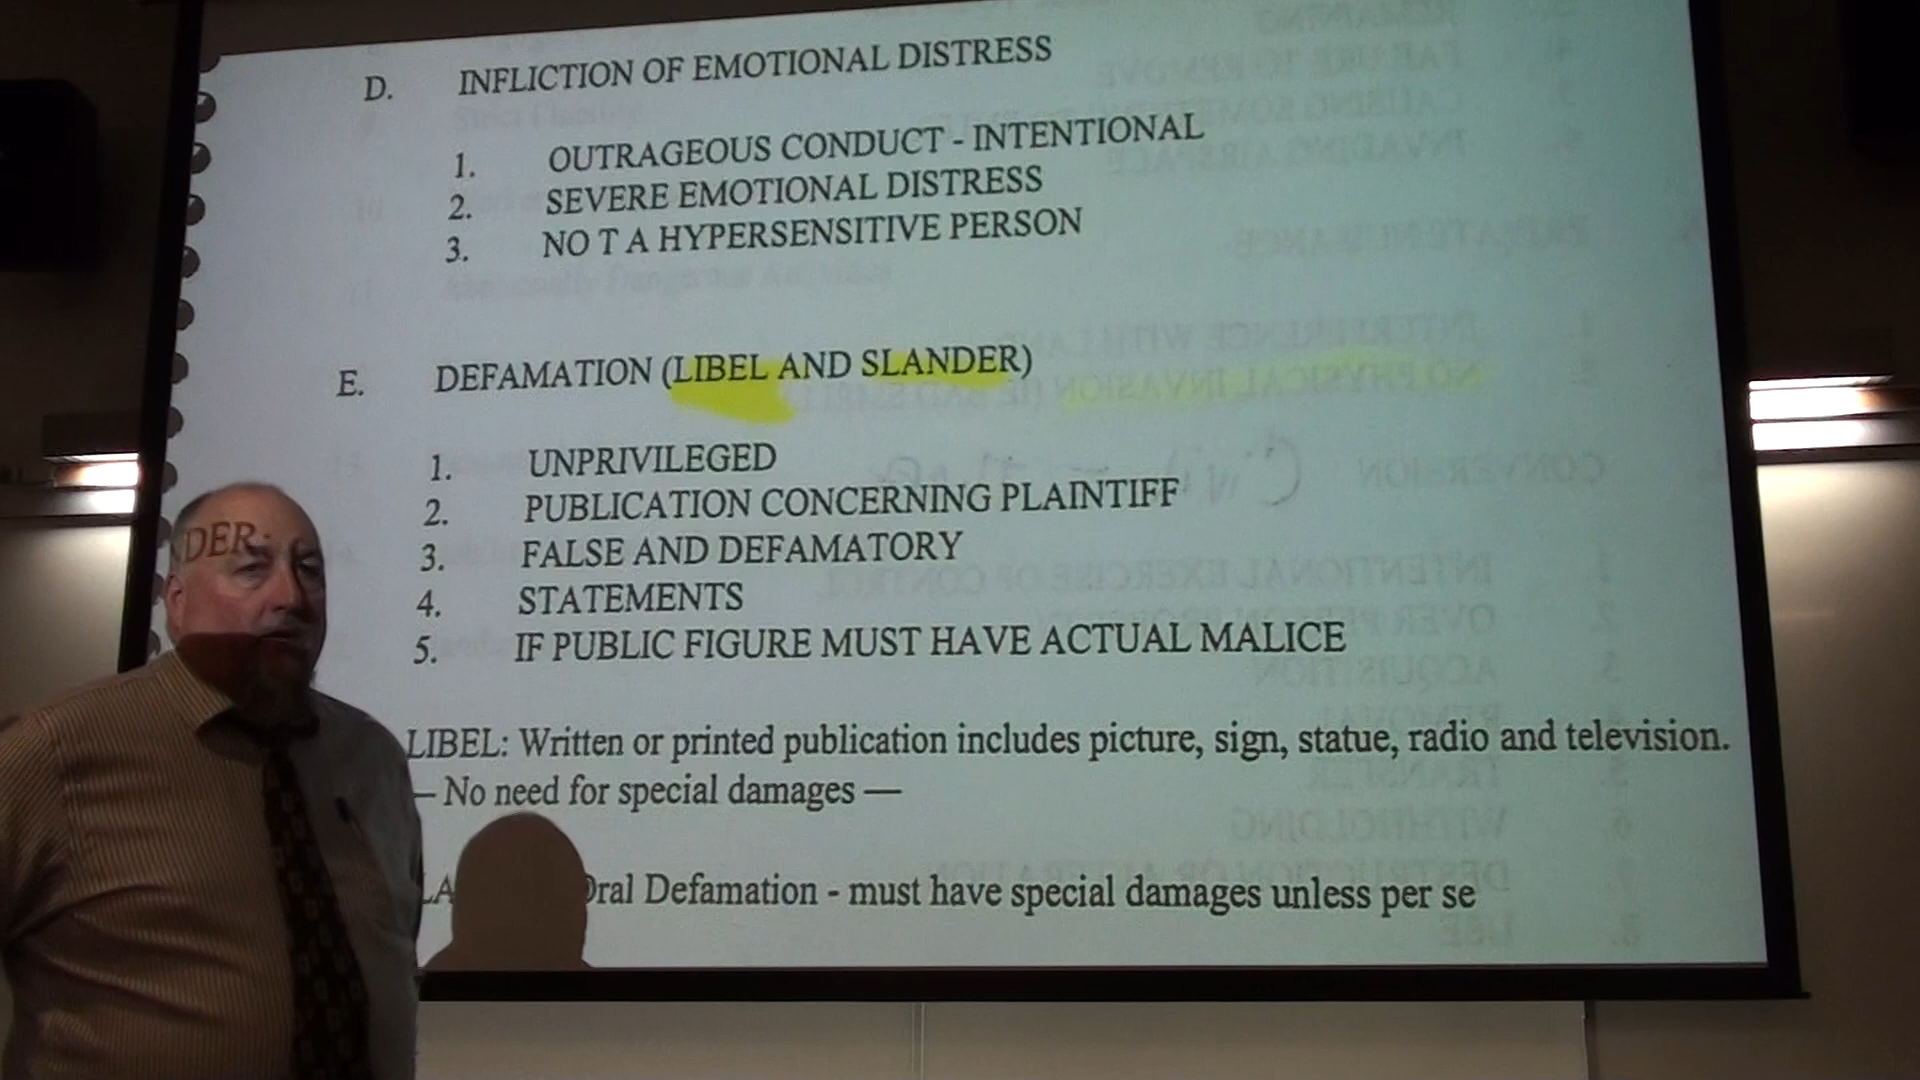 D. INFLICTION OF EMOTIONAL DISTRESS
1. OUTRAGEOUS CONDUCT - INTENTIONAL
2. SEVERE EMOTIONAL DISTRESS
3. NO T A HYPERSENSITIVE PERSON
E. DEFAMATION (LIBEL AND SLANDER)
1. UNPRIVILEGED
2. PUBLICATION CONCERNING PLAINTIFF
3. FALSE AND DEFAMATORY
4. STATEMENTS
5. IF PUBLIC FIGURE MUST HAVE ACTUAL MALICE
LIBEL: Written or printed publication includes picture, sign, statue, radio and television.
— No need for special damages —
LA DER: Oral Defamation - must have special damages unless per se